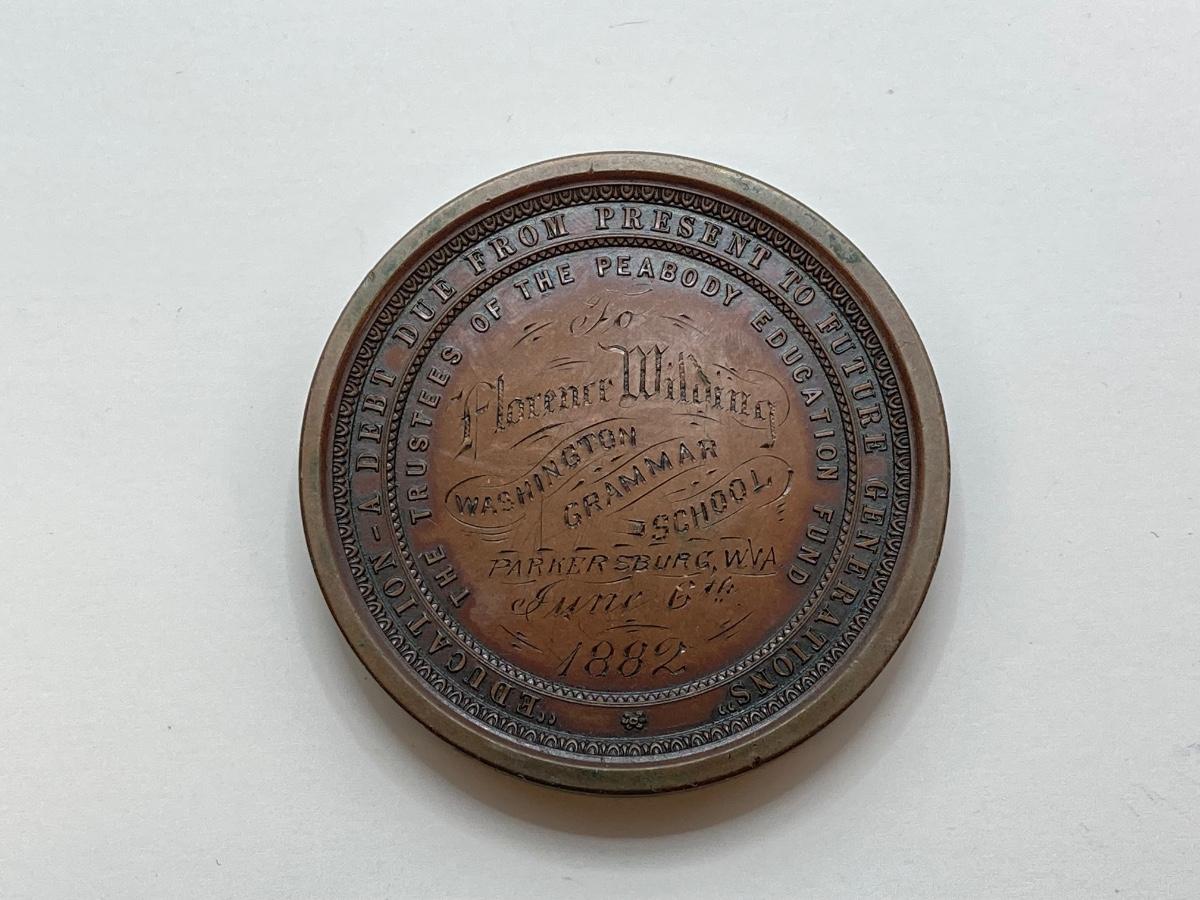 "EDUCATION - A DEBT DUE FROM PRESENT TO FUTURE GENERATIONS"
THE TRUSTEES OF THE PEABODY EDUCATION FUND
To
Florence Wilding
WASHINGTON
GRAMMAR
SCHOOL
PARKERSBURG, W.VA
June 6th
1882